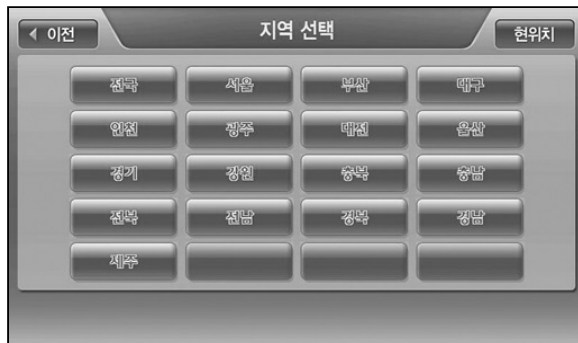 이전 지역 선택 현위치
전국 서울 부산 대구
인천 광주 대전 울산
경기 강원 충북 충남
전북 전남 경북 경남
제주